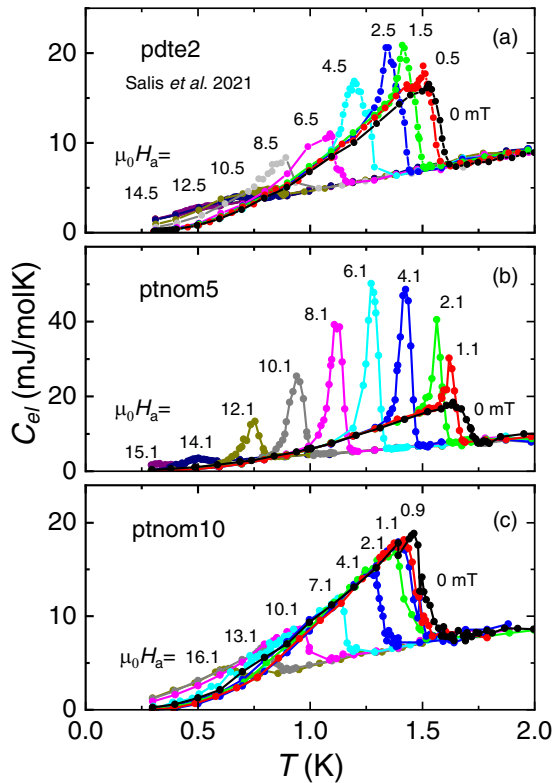 pdte2
Salis et al. 2021
(a)
2.5
1.5
4.5
0.5
0 mT
6.5
8.5
μ0Ha=
10.5
12.5
14.5
20
10
0
ptnom5
(b)
6.1
4.1
8.1
2.1
1.1
10.1
μ0Ha=
12.1
0 mT
14.1
15.1
40
20
0
Cel (mJ/molK)
ptnom10
(c)
0.9
1.1
2.1
4.1
0 mT
7.1
10.1
13.1
μ0Ha=
16.1
20
10
0
0.0 0.5 1.0 1.5 2.0
T (K)